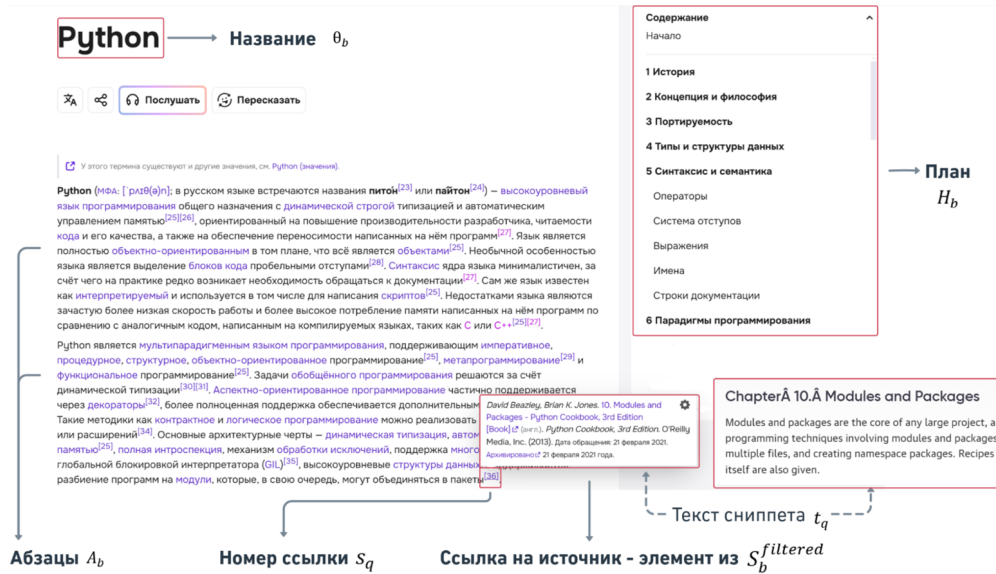 Python
Название θb
Послушать
Пересказать
У этого термина существуют и другие значения, см. Python (значения).
Python (МФА: [ˈpʌɪθ(ə)n]; в русском языке встречаются названия пито́н[23] или па́йтон[24]) — высокоуровневый
язык программирования общего назначения с динамической строгой типизацией и автоматическим
управлением памятью[25][26], ориентированный на повышение производительности разработчика, читаемости
кода и его качества, а также на обеспечение переносимости написанных на нём программ[27]. Язык является
полностью объектно-ориентированным в том плане, что всё является объектами[25]. Необычной особенностью
языка является выделение блоков кода пробельными отступами[28]. Синтаксис ядра языка минималистичен, за
счёт чего на практике редко возникает необходимость обращаться к документации[27]. Сам же язык известен
как интерпретируемый и используется в том числе для написания скриптов[25]. Недостатками языка являются
зачастую более низкая скорость работы и более высокое потребление памяти написанных на нём программ по
сравнению с аналогичным кодом, написанным на компилируемых языках, таких как C или C++[25][27].
Python является мультипарадигменным языком программирования, поддерживающим императивное,
процедурное, структурное, объектно-ориентированное программирование[25], метапрограммирование[29] и
функциональное программирование[25]. Задачи обобщённого программирования решаются за счёт
динамической типизации[30][31]. Аспектно-ориентированное программирование частично поддерживается
через декораторы[32], более полноценная поддержка обеспечивается дополнительным
Такие методики как контрактное и логическое программирование можно реализовать
или расширений[34]. Основные архитектурные черты — динамическая типизация, автом
памятью[25], полная интроспекция, механизм обработки исключений, поддержка много
глобальной блокировкой интерпретатора (GIL)[35], высокоуровневые структуры данных
разбиение программ на модули, которые, в свою очередь, могут объединяться в пакеты[36].
David Beazley, Brian K. Jones. 10. Modules and
Packages - Python Cookbook, 3rd Edition
[Book] (англ.). Python Cookbook, 3rd Edition. O'Reilly
Media, Inc. (2013). Дата обращения: 21 февраля 2021.
Архивировано 21 февраля 2021 года.
Содержание
Начало
1 История
2 Концепция и философия
3 Портируемость
4 Типы и структуры данных
5 Синтаксис и семантика
Операторы
Система отступов
Выражения
Имена
Строки документации
6 Парадигмы программирования
План
Hb
ChapterÂ 10.Â Modules and Packages
Modules and packages are the core of any large project, a
programming techniques involving modules and packages
multiple files, and creating namespace packages. Recipes
itself are also given.
Текст сниппета tq
Абзацы Ab
Номер ссылки sq
Ссылка на источник - элемент из Sb filtered